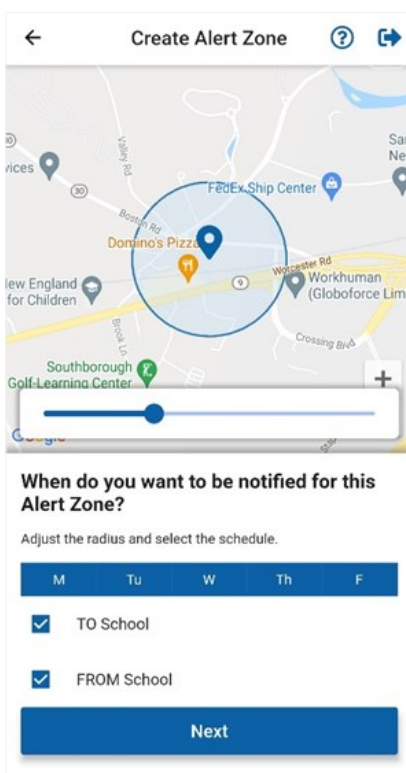 Create Alert Zone
?
30
Sa
Ne
Valley Rd
ices
30
FedEx Ship Center
Boston Rd
Domino's Pizza
Worcester Rd
9
Workhuman
(Globoforce Lim
ew England
for Children
Brook Ln
Crossing Blvd
Southborough
Golf-Learning Center
+
When do you want to be notified for this
Alert Zone?
Adjust the radius and select the schedule.
M Tu W Th F
TO School
FROM School
Next